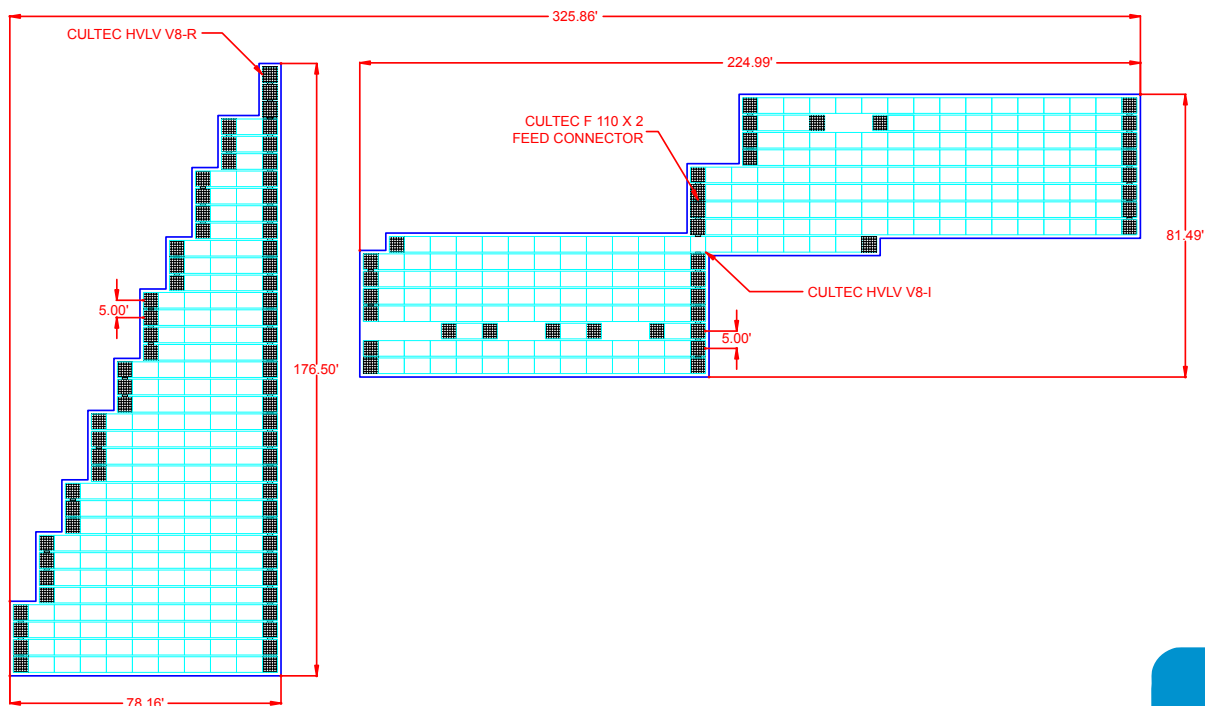 325.86'
CULTEC HVLV V8-R
224.99'
CULTEC F 110 X 2
FEED CONNECTOR
81.49'
CULTEC HVLV V8-I
5.00'
5.00'
176.50'
78.16'